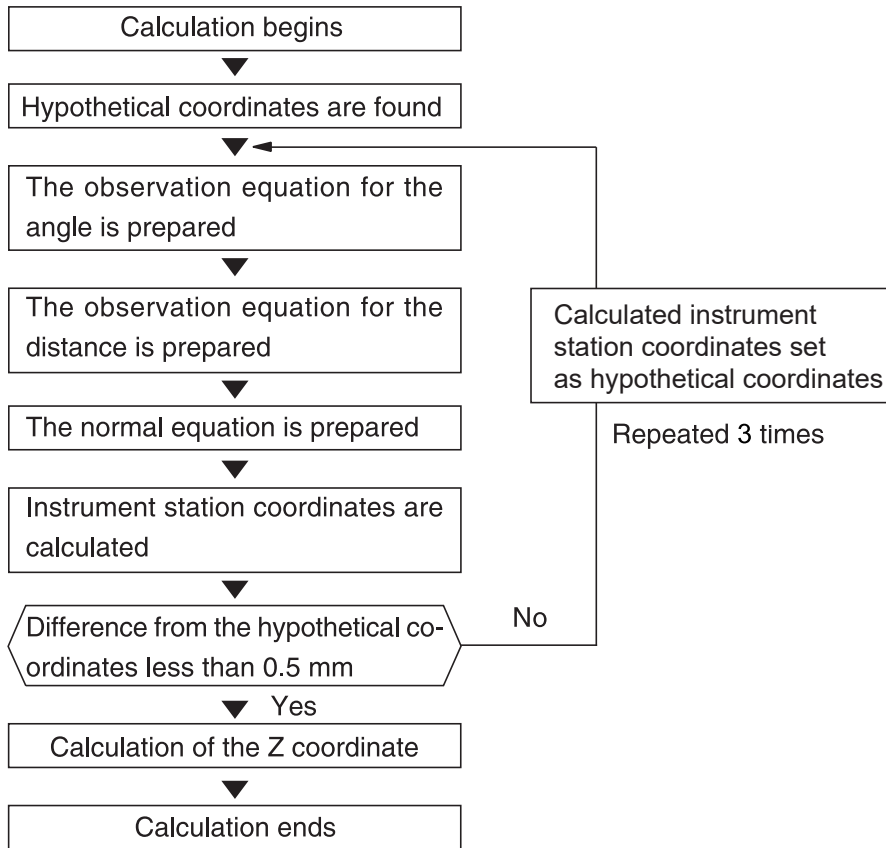 Calculation begins
Hypothetical coordinates are found
The observation equation for the
angle is prepared
The observation equation for the
distance is prepared
Calculated instrument
station coordinates set
as hypothetical coordinates
The normal equation is prepared
Repeated 3 times
Instrument station coordinates are
calculated
Difference from the hypothetical co-
ordinates less than 0.5 mm
No
Yes
Calculation of the Z coordinate
Calculation ends